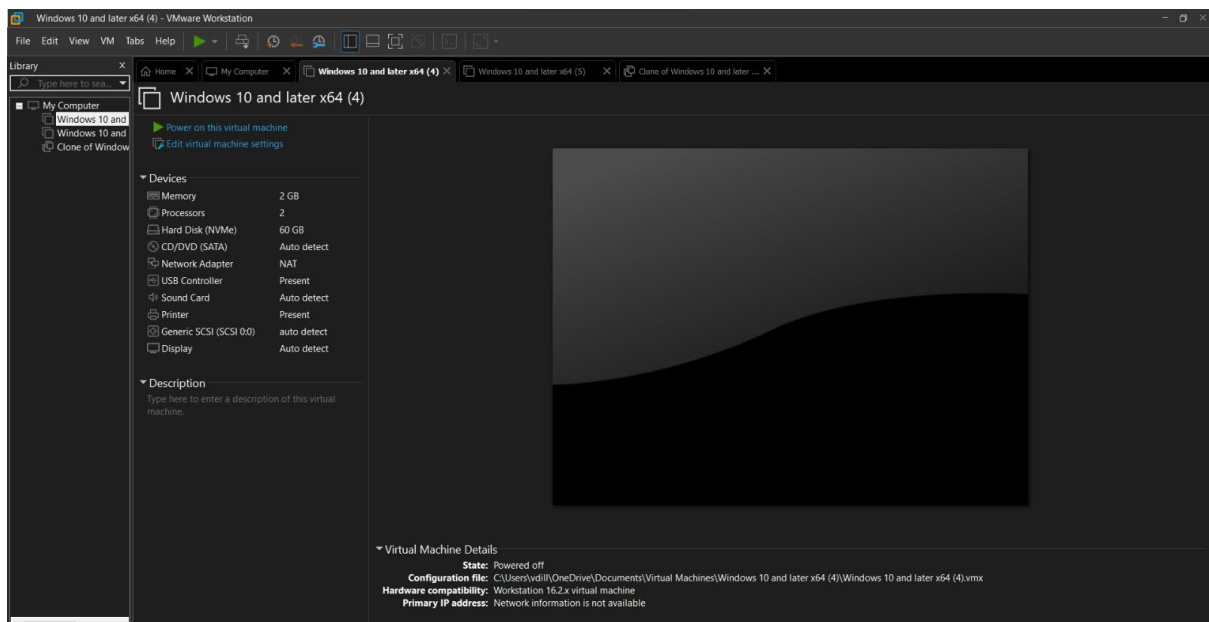 Windows 10 and later x64 (4) - VMware Workstation
File Edit View VM Tabs Help
Library X
Type here to sea...
My Computer
Windows 10 and
Windows 10 and
Clone of Window
Home X My Computer X Windows 10 and later x64 (4) X Windows 10 and later x64 (5) X Clone of Windows 10 and later ... X
Windows 10 and later x64 (4)
Power on this virtual machine
Edit virtual machine settings
Devices
Memory 2 GB
Processors 2
Hard Disk (NVMe) 60 GB
CD/DVD (SATA) Auto detect
Network Adapter NAT
USB Controller Present
Sound Card Auto detect
Printer Present
Generic SCSI (SCSI 0:0) auto detect
Display Auto detect
Description
Type here to enter a description of this virtual
machine.
Virtual Machine Details
State: Powered off
Configuration file: C:\Users\vdill\OneDrive\Documents\Virtual Machines\Windows 10 and later x64 (4)\Windows 10 and later x64 (4).vmx
Hardware compatibility: Workstation 16.2.x virtual machine
Primary IP address: Network information is not available